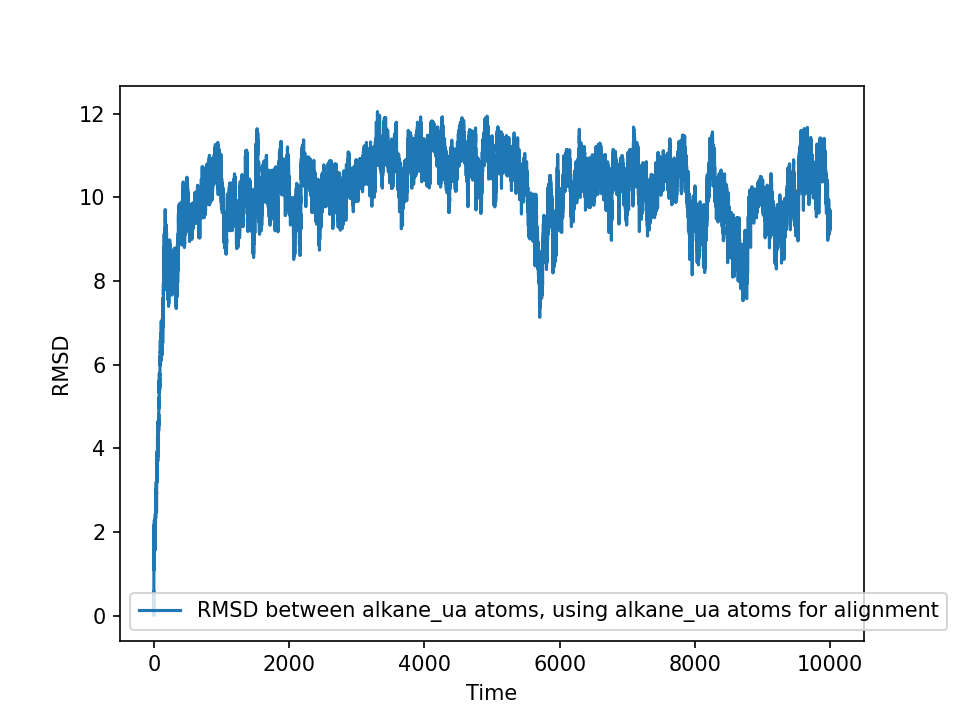 12
10
8
6
4
2
0
RMSD
RMSD between alkane_ua atoms, using alkane_ua atoms for alignment
0 2000 4000 6000 8000 10000
Time